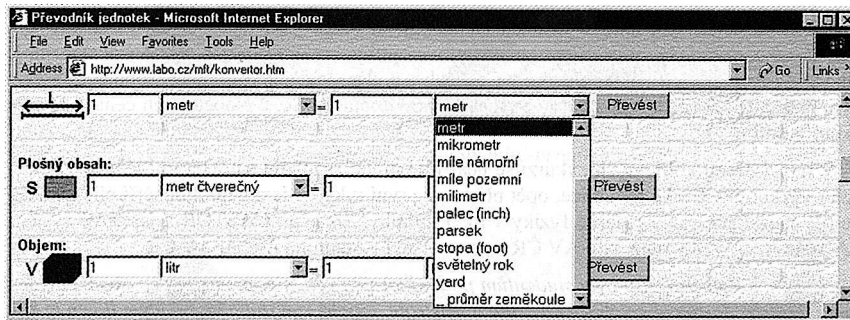 Převodník jednotek - Microsoft Internet Explorer
File Edit View Favorites Tools Help
Address http://www.labo.cz/mft/konvertor.htm Go Links
L 1 metr = 1 metr Převést
metr
mikrometr
míle námořní
míle pozemní
milimetr
palec (inch)
parsek
stopa (foot)
světelný rok
yard
_ průměr zeměkoule
Plošný obsah:
S 1 metr čtverečný = 1 Převést
Objem:
V 1 litr = 1 Převést